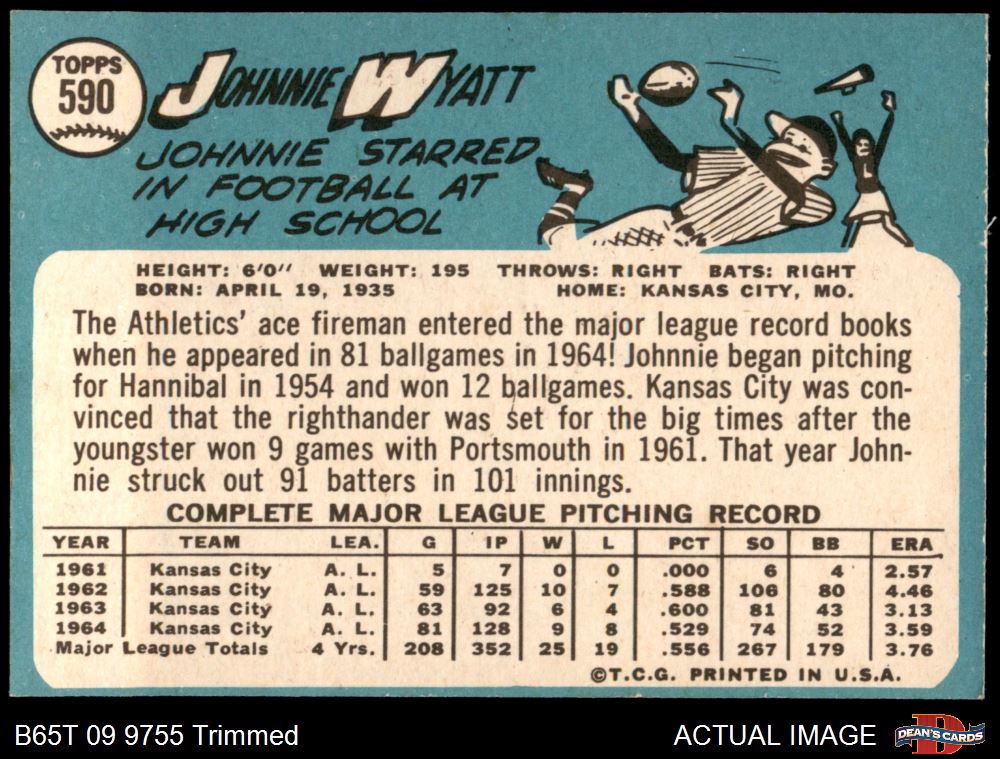 TOPPS
590
JOHNNIE WYATT
JOHNNIE STARRED
IN FOOTBALL AT
HIGH SCHOOL
HEIGHT: 6'0" WEIGHT: 195 THROWS: RIGHT BATS: RIGHT
BORN: APRIL 19, 1935 HOME: KANSAS CITY, MO.
The Athletics' ace fireman entered the major league record books
when he appeared in 81 ballgames in 1964! Johnnie began pitching
for Hannibal in 1954 and won 12 ballgames. Kansas City was con-
vinced that the righthander was set for the big times after the
youngster won 9 games with Portsmouth in 1961. That year John-
nie struck out 91 batters in 101 innings.
COMPLETE MAJOR LEAGUE PITCHING RECORD
YEAR TEAM LEA. G IP W L PCT SO BB ERA
1961 Kansas City A. L. 5 7 0 0 .000 6 4 2.57
1962 Kansas City A. L. 59 125 10 7 .588 106 80 4.46
1963 Kansas City A. L. 63 92 6 4 .600 81 43 3.13
1964 Kansas City A. L. 81 128 9 8 .529 74 52 3.59
Major League Totals 4 Yrs. 208 352 25 19 .556 267 179 3.76
©T.C.G. PRINTED IN U.S.A.
B65T 09 9755 Trimmed ACTUAL IMAGE D DEAN'S CARDS